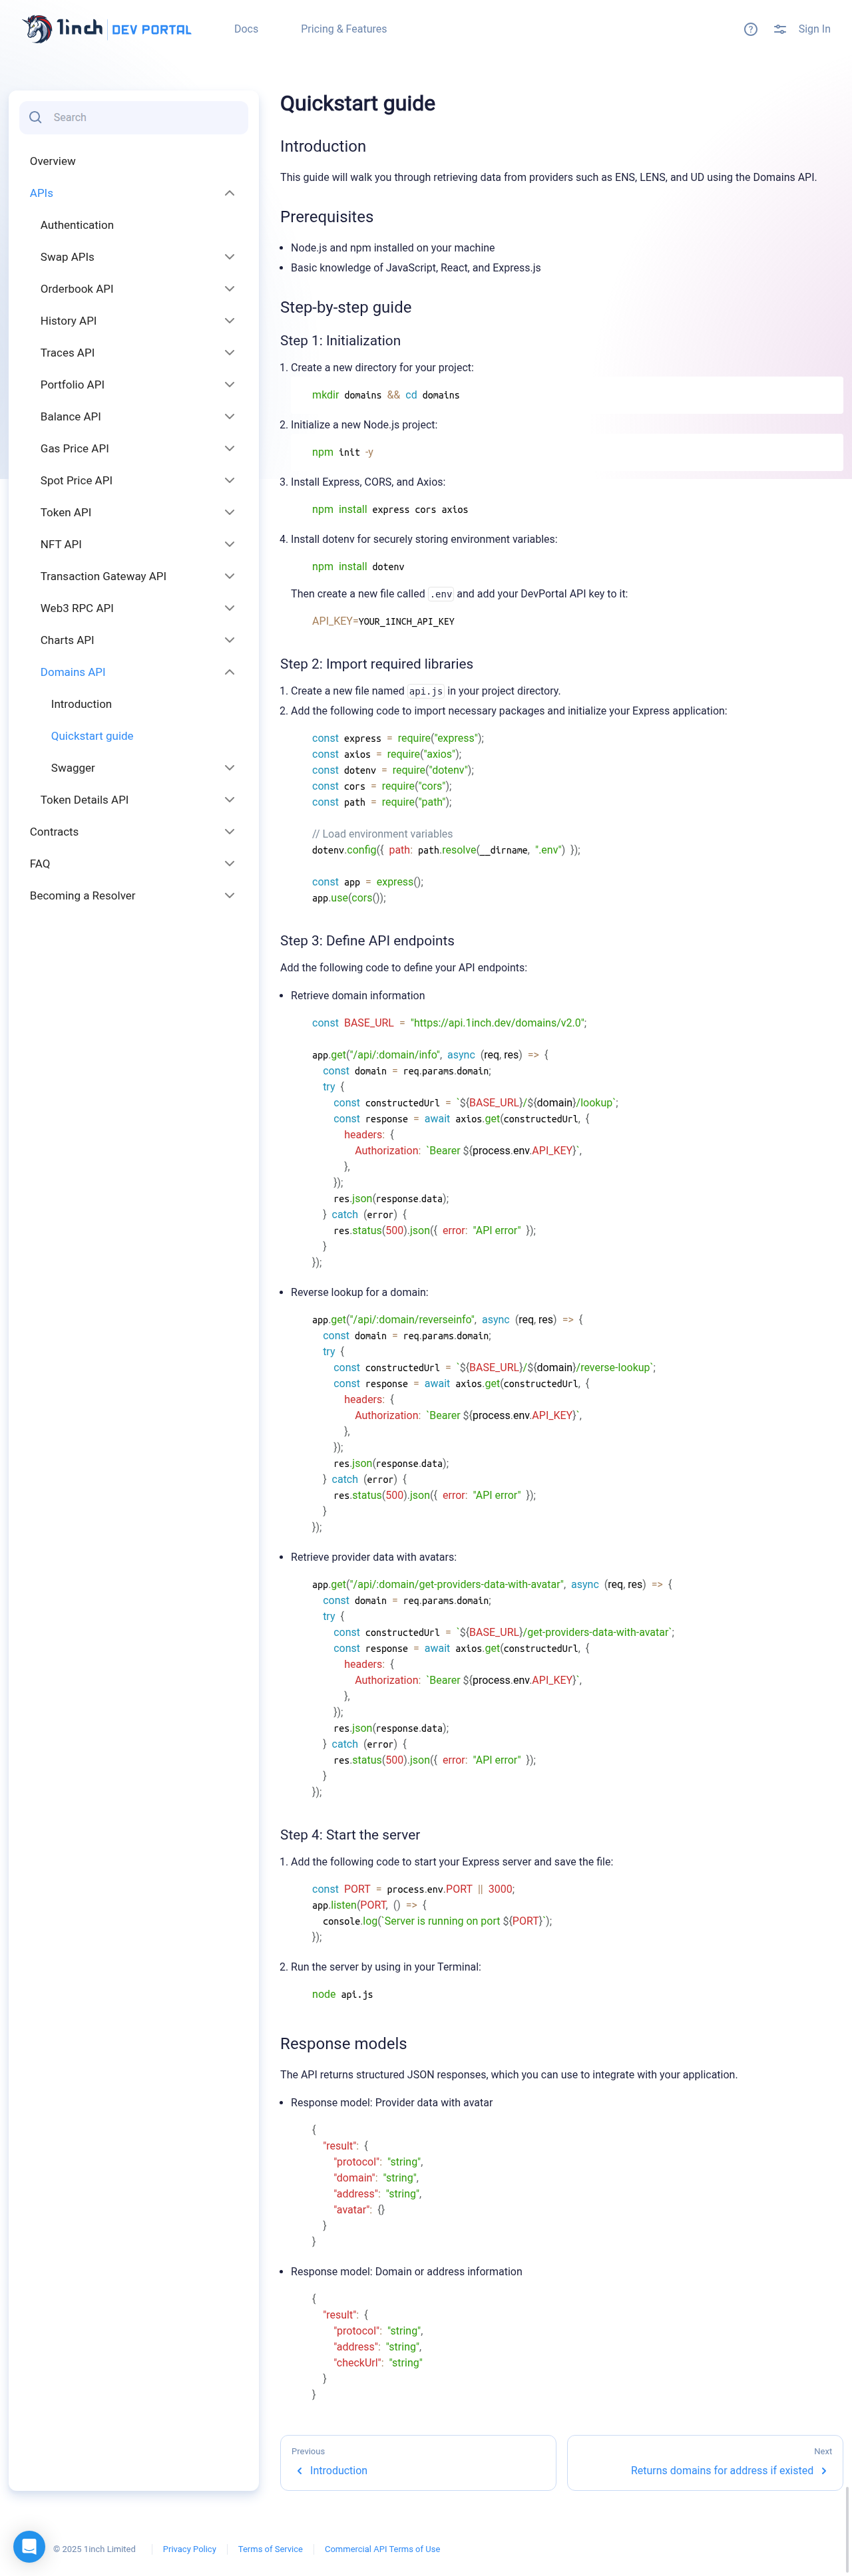 1inch DEV PORTAL
Docs
Pricing & Features
Sign In
Search
Overview
APIs
Authentication
Swap APIs
Orderbook API
History API
Traces API
Portfolio API
Balance API
Gas Price API
Spot Price API
Token API
NFT API
Transaction Gateway API
Web3 RPC API
Charts API
Domains API
Introduction
Quickstart guide
Swagger
Token Details API
Contracts
FAQ
Becoming a Resolver
Quickstart guide
Introduction
This guide will walk you through retrieving data from providers such as ENS, LENS, and UD using the Domains API.
Prerequisites
• Node.js and npm installed on your machine
• Basic knowledge of JavaScript, React, and Express.js
Step-by-step guide
Step 1: Initialization
1. Create a new directory for your project:
mkdir domains && cd domains
2. Initialize a new Node.js project:
npm init -y
3. Install Express, CORS, and Axios:
npm install express cors axios
4. Install dotenv for securely storing environment variables:
npm install dotenv
Then create a new file called .env and add your DevPortal API key to it:
API_KEY=YOUR_1INCH_API_KEY
Step 2: Import required libraries
1. Create a new file named api.js in your project directory.
2. Add the following code to import necessary packages and initialize your Express application:
const express = require("express");
const axios = require("axios");
const dotenv = require("dotenv");
const cors = require("cors");
const path = require("path");
// Load environment variables
dotenv.config({ path: path.resolve(__dirname, ".env") });
const app = express();
app.use(cors());
Step 3: Define API endpoints
Add the following code to define your API endpoints:
• Retrieve domain information
const BASE_URL = "https://api.1inch.dev/domains/v2.0";
app.get("/api/:domain/info", async (req, res) => {
const domain = req.params.domain;
try {
const constructedUrl = `${BASE_URL}/${domain}/lookup`;
const response = await axios.get(constructedUrl, {
headers: {
Authorization: `Bearer ${process.env.API_KEY}`,
},
});
res.json(response.data);
} catch (error) {
res.status(500).json({ error: "API error" });
}
});
• Reverse lookup for a domain:
app.get("/api/:domain/reverseinfo", async (req, res) => {
const domain = req.params.domain;
try {
const constructedUrl = `${BASE_URL}/${domain}/reverse-lookup`;
const response = await axios.get(constructedUrl, {
headers: {
Authorization: `Bearer ${process.env.API_KEY}`,
},
});
res.json(response.data);
} catch (error) {
res.status(500).json({ error: "API error" });
}
});
• Retrieve provider data with avatars:
app.get("/api/:domain/get-providers-data-with-avatar", async (req, res) => {
const domain = req.params.domain;
try {
const constructedUrl = `${BASE_URL}/get-providers-data-with-avatar`;
const response = await axios.get(constructedUrl, {
headers: {
Authorization: `Bearer ${process.env.API_KEY}`,
},
});
res.json(response.data);
} catch (error) {
res.status(500).json({ error: "API error" });
}
});
Step 4: Start the server
1. Add the following code to start your Express server and save the file:
const PORT = process.env.PORT || 3000;
app.listen(PORT, () => {
console.log(`Server is running on port ${PORT}`);
});
2. Run the server by using in your Terminal:
node api.js
Response models
The API returns structured JSON responses, which you can use to integrate with your application.
• Response model: Provider data with avatar
{
"result": {
"protocol": "string",
"domain": "string",
"address": "string",
"avatar": {}
}
}
• Response model: Domain or address information
{
"result": {
"protocol": "string",
"address": "string",
"checkUrl": "string"
}
}
Previous
Introduction
Next
Returns domains for address if existed
© 2025 1inch Limited
Privacy Policy
Terms of Service
Commercial API Terms of Use